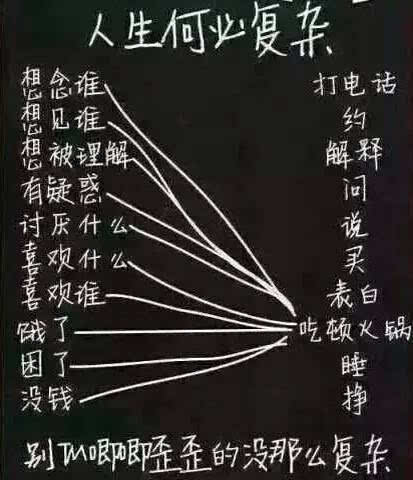 人生何必复杂
想念谁 打电话
想见谁 约
想被理解 解释
有疑惑 问
讨厌什么 说
喜欢什么 买
喜欢谁 表白
饿了 吃顿火锅
困了 睡
没钱 挣
别TM唧唧歪歪的没那么复杂